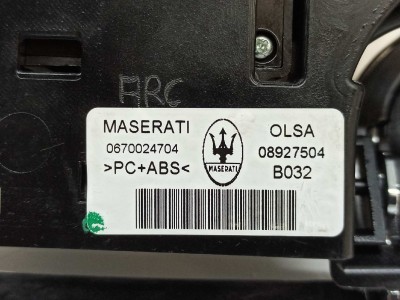 ARC
MASERATI
0670024704
>PC+ABS<
MASERATI
OLSA
08927504
B032